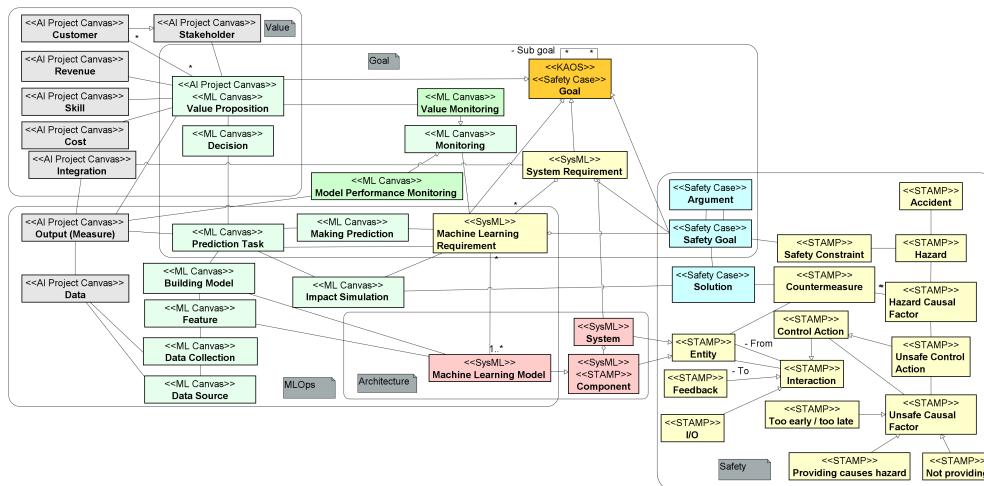 <<AI Project Canvas>>
Customer
<<AI Project Canvas>>
Stakeholder
Value
*
- Sub goal
*
*
<<AI Project Canvas>>
Revenue
*
Goal
<<KAOS>>
<<Safety Case>>
Goal
<<AI Project Canvas>>
Skill
<<AI Project Canvas>>
<<ML Canvas>>
Value Proposition
<<ML Canvas>>
Value Monitoring
<<AI Project Canvas>>
Cost
<<ML Canvas>>
Decision
<<ML Canvas>>
Monitoring
<<AI Project Canvas>>
Integration
<<SysML>>
System Requirement
<<ML Canvas>>
Model Performance Monitoring
<<Safety Case>>
Argument
<<STAMP>>
Accident
*
<<AI Project Canvas>>
Output (Measure)
<<ML Canvas>>
Prediction Task
<<ML Canvas>>
Making Prediction
<<SysML>>
Machine Learning
Requirement
*
<<Safety Case>>
Safety Goal
<<STAMP>>
Safety Constraint
<<STAMP>>
Hazard
<<AI Project Canvas>>
Data
<<ML Canvas>>
Building Model
<<ML Canvas>>
Impact Simulation
<<Safety Case>>
Solution
<<STAMP>>
Countermeasure
*
<<STAMP>>
Hazard Causal
Factor
<<ML Canvas>>
Feature
<<SysML>>
System
<<STAMP>>
Control Action
<<ML Canvas>>
Data Collection
1..*
<<STAMP>>
Entity
- From
<<STAMP>>
Unsafe Control
Action
<<ML Canvas>>
Data Source
MLOps
Architecture
<<SysML>>
Machine Learning Model
<<SysML>>
<<STAMP>>
Component
<<STAMP>>
Feedback
- To
<<STAMP>>
Interaction
<<STAMP>>
I/O
<<STAMP>>
Too early / too late
<<STAMP>>
Unsafe Causal
Factor
Safety
<<STAMP>>
Providing causes hazard
<<STAMP>>
Not providing